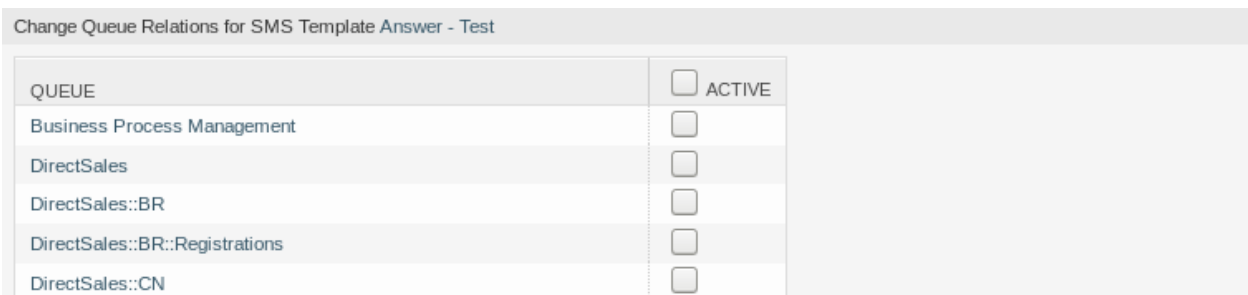 Change Queue Relations for SMS Template Answer - Test
QUEUE ACTIVE
Business Process Management
DirectSales
DirectSales::BR
DirectSales::BR::Registrations
DirectSales::CN